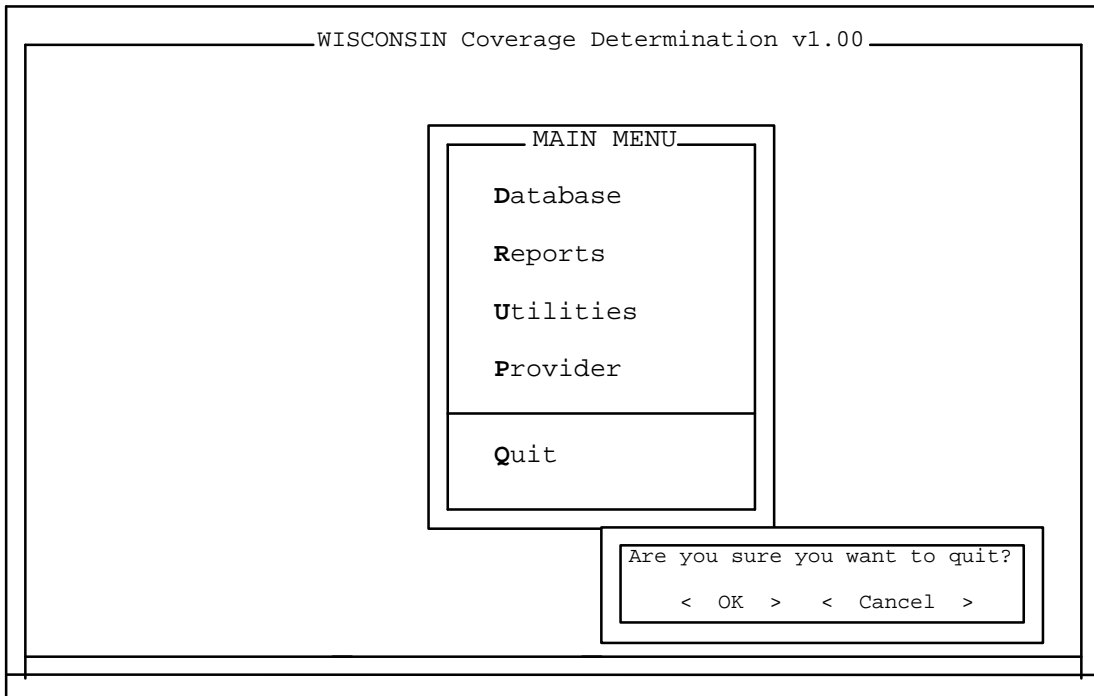 WISCONSIN Coverage Determination v1.00
MAIN MENU
Database
Reports
Utilities
Provider
Quit
Are you sure you want to quit?
< OK > < Cancel >